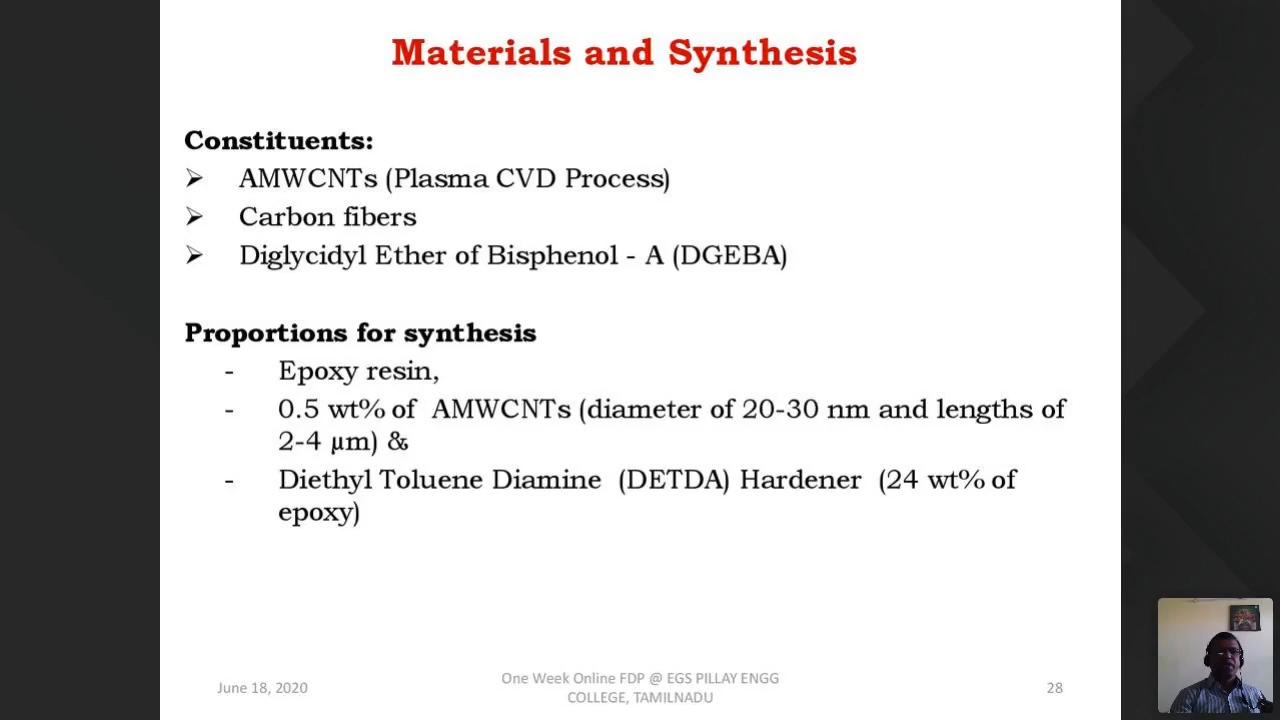 Materials and Synthesis
Constituents:
➢ AMWCNTs (Plasma CVD Process)
➢ Carbon fibers
➢ Diglycidyl Ether of Bisphenol - A (DGEBA)
Proportions for synthesis
- Epoxy resin,
- 0.5 wt% of AMWCNTs (diameter of 20-30 nm and lengths of
2-4 µm) &
- Diethyl Toluene Diamine (DETDA) Hardener (24 wt% of
epoxy)
June 18, 2020
One Week Online FDP @ EGS PILLAY ENGG
COLLEGE, TAMILNADU
28